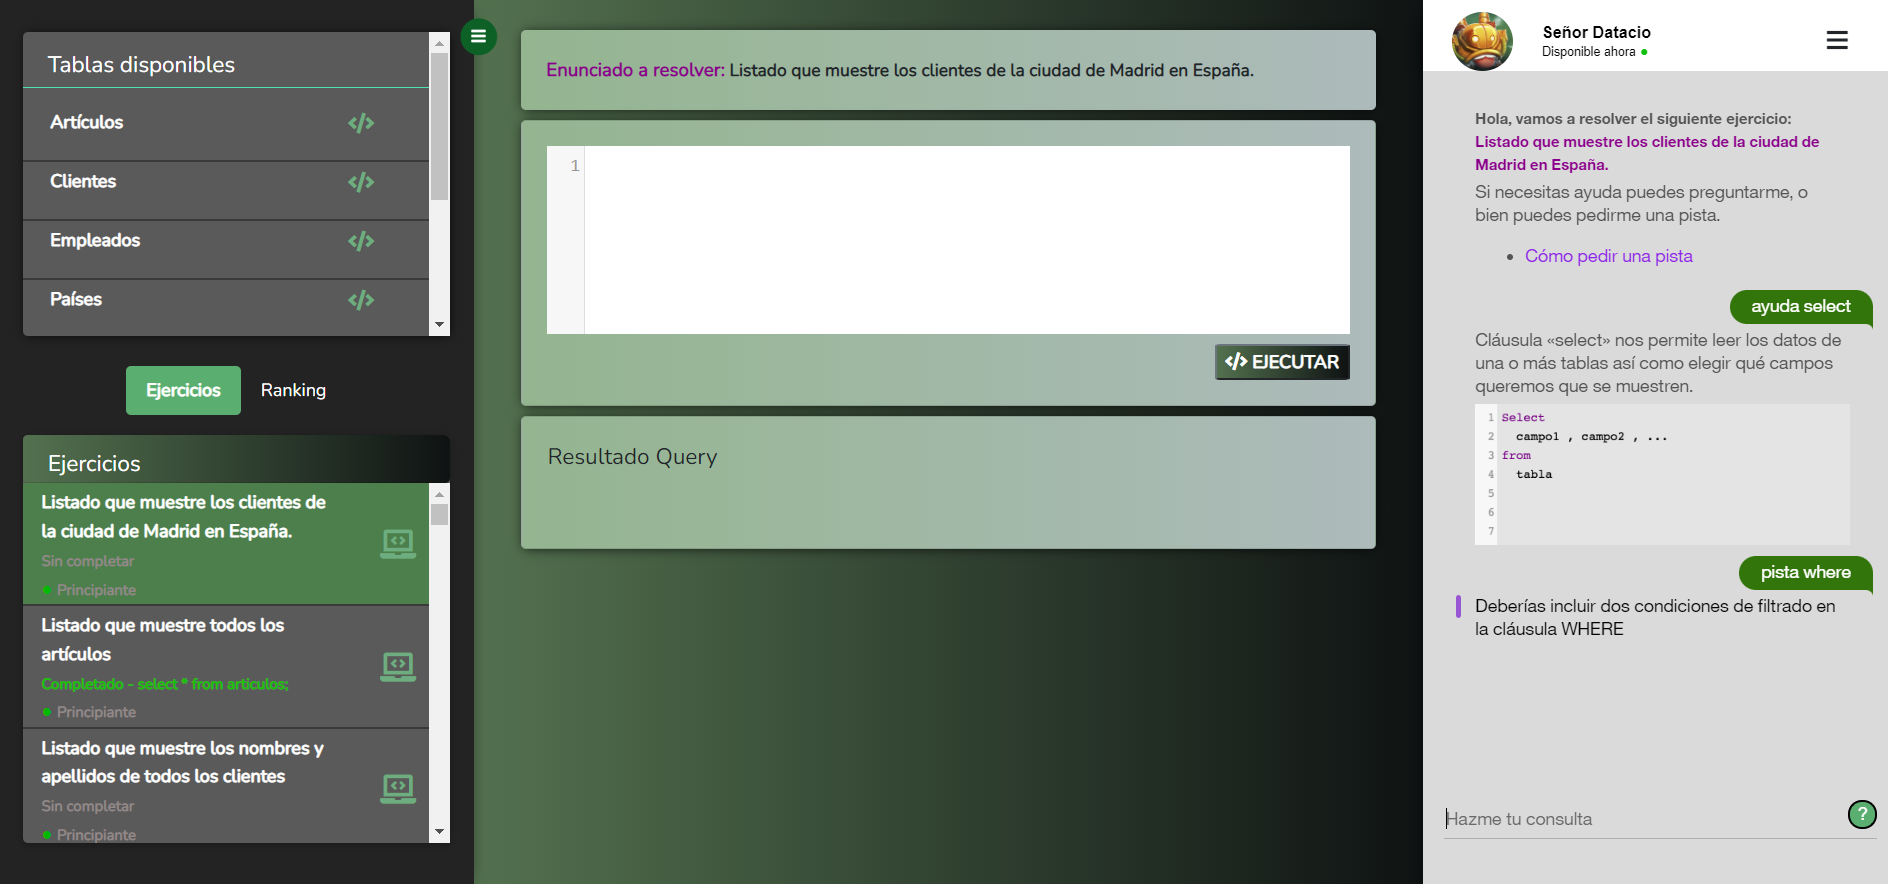 Tablas disponibles
Artículos
Clientes
Empleados
Países
Ejercicios
Ranking
Ejercicios
Listado que muestre los clientes de
la ciudad de Madrid en España.
Sin completar
Principiante
Listado que muestre todos los
artículos
Completado - select * from articulos;
Principiante
Listado que muestre los nombres y
apellidos de todos los clientes
Sin completar
Principiante
Enunciado a resolver: Listado que muestre los clientes de la ciudad de Madrid en España.
1
</> EJECUTAR
Resultado Query
Señor Datacio
Disponible ahora
Hola, vamos a resolver el siguiente ejercicio:
Listado que muestre los clientes de la ciudad de
Madrid en España.
Si necesitas ayuda puedes preguntarme, o
bien puedes pedirme una pista.
Cómo pedir una pista
ayuda select
Cláusula «select» nos permite leer los datos de
una o más tablas así como elegir qué campos
queremos que se muestren.
1 Select
2 campo1 , campo2 , ...
3 from
4 tabla
5
6
7
pista where
Deberías incluir dos condiciones de filtrado en
la cláusula WHERE
Hazme tu consulta
?